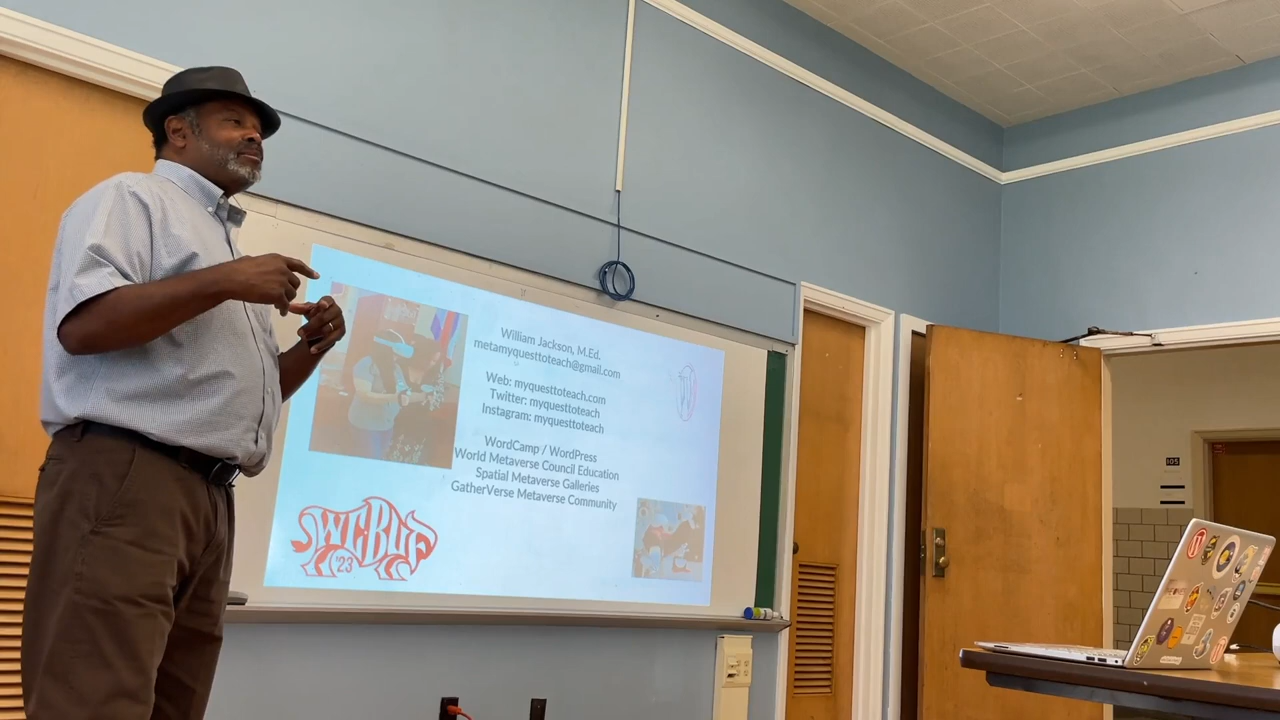 William Jackson, M.Ed.
metamyquesttoteach@gmail.com
Web: myquesttoteach.com
Twitter: myquesttoteach
Instagram: myquesttoteach
WordCamp / WordPress
World Metaverse Council Education
Spatial Metaverse Galleries
GatherVerse Metaverse Community
WCBUF
'23
105